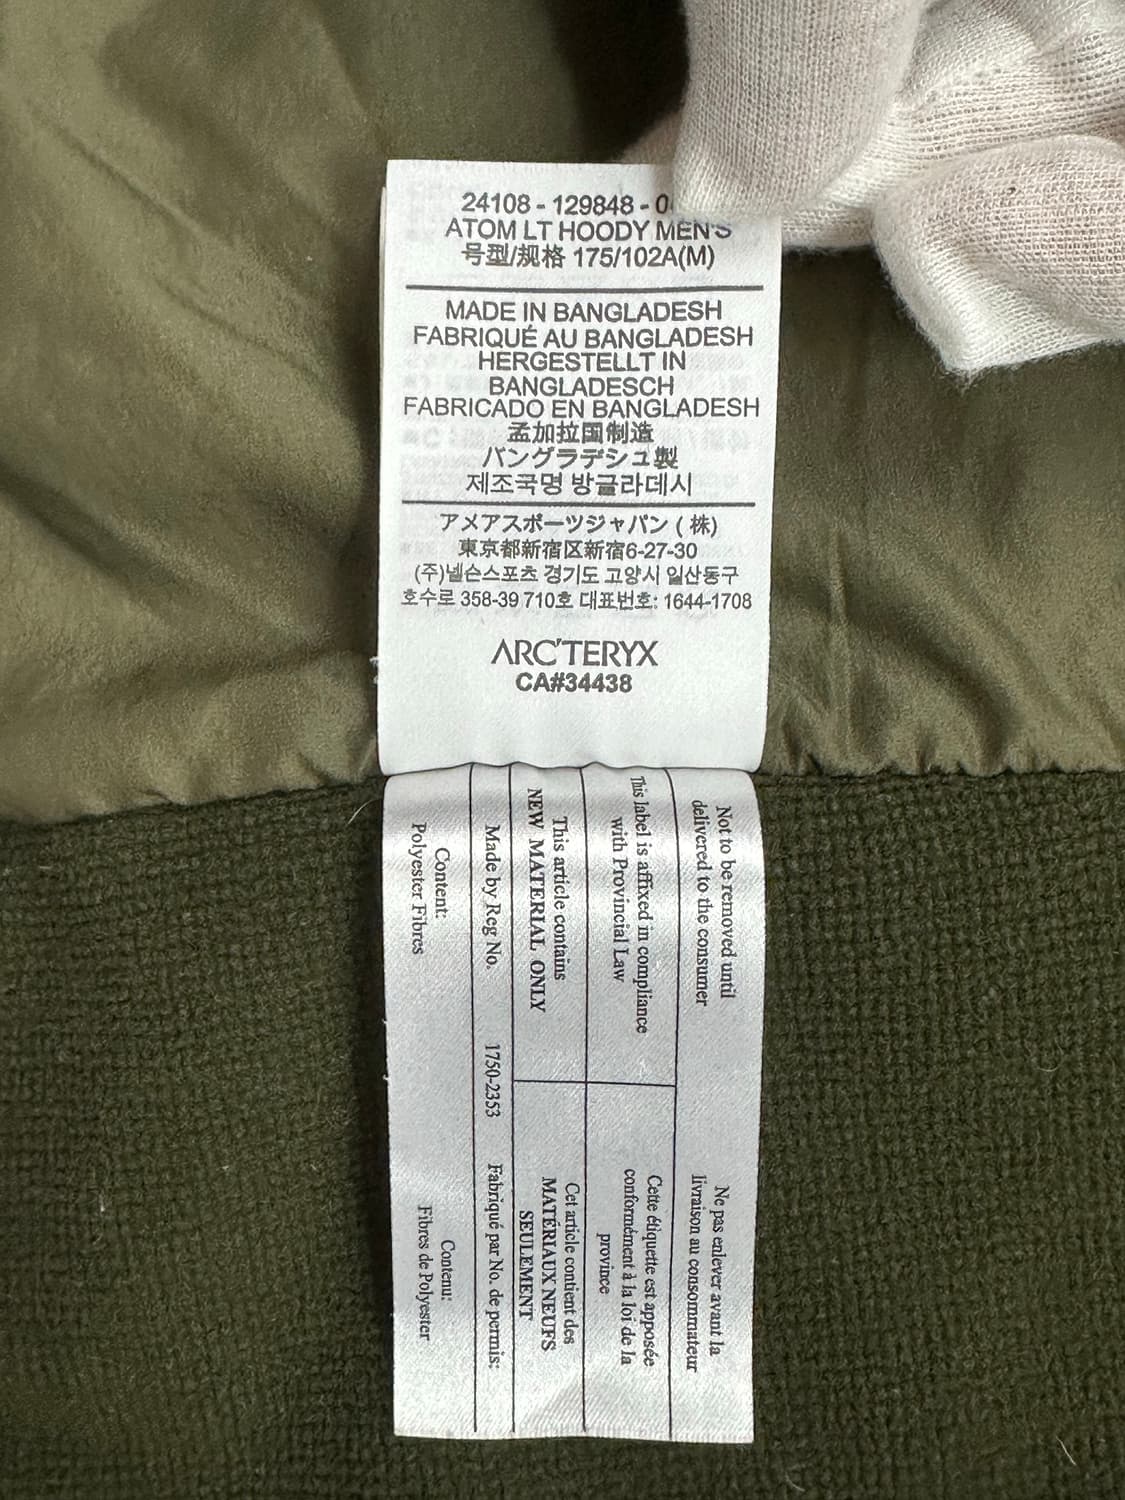 24108 - 129848 - 0
ATOM LT HOODY MEN'S
号型/规格 175/102A(M)
MADE IN BANGLADESH
FABRIQUÉ AU BANGLADESH
HERGESTELLT IN
BANGLADESCH
FABRICADO EN BANGLADESH
孟加拉国制造
バングラデシュ製
제조국명 방글라데시
アメアスポーツジャパン ( 株)
東京都新宿区新宿6-27-30
(주)넬슨스포츠 경기도 고양시 일산동구
호수로 358-39 710호 대표번호: 1644-1708
ARC'TERYX
CA#34438
Not to be removed until
delivered to the consumer
Ne pas enlever avant la
livraison au consommateur
This label is affixed in compliance
with Provincial Law
Cette étiquette est apposée
conformément à la loi de la
province
This article contains
NEW MATERIAL ONLY
Cet article contient des
MATÉRIAUX NEUFS
SEULEMENT
Made by Reg No. 1750-2353 Fabriqué par No. de permis:
Content:
Polyester Fibres
Contenu:
Fibres de Polyester